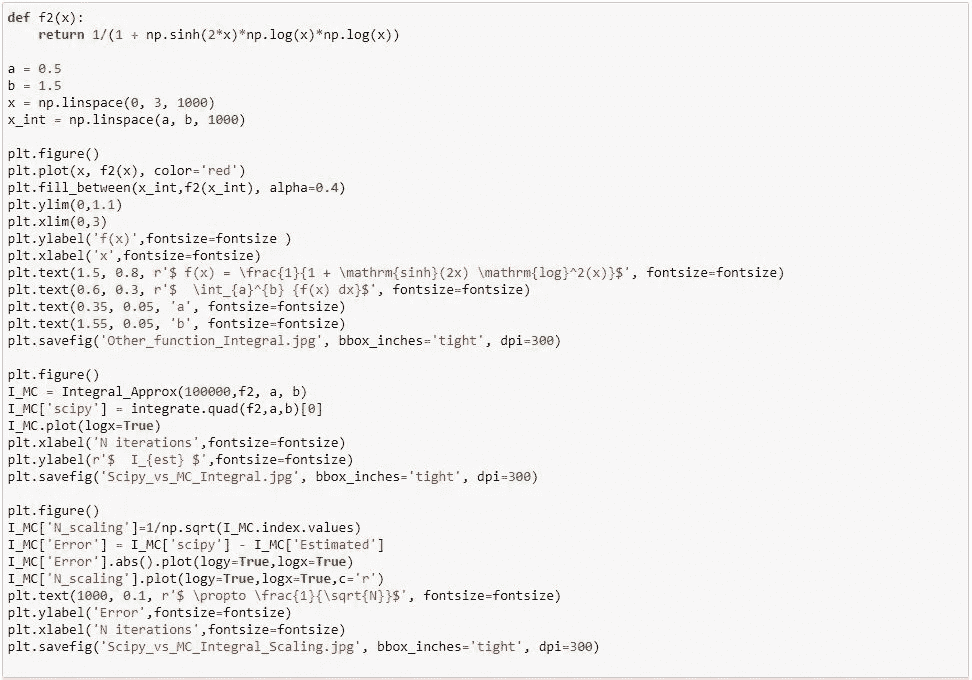 def f2(x):
    return 1/(1 + np.sinh(2*x)*np.log(x)*np.log(x))

a = 0.5
b = 1.5
x = np.linspace(0, 3, 1000)
x_int = np.linspace(a, b, 1000)

plt.figure()
plt.plot(x, f2(x), color='red')
plt.fill_between(x_int,f2(x_int), alpha=0.4)
plt.ylim(0,1.1)
plt.xlim(0,3)
plt.ylabel('f(x)',fontsize=fontsize )
plt.xlabel('x',fontsize=fontsize)
plt.text(1.5, 0.8, r'$ f(x) = \frac{1}{1 + \mathrm{sinh}(2x) \mathrm{log}^2(x)}$', fontsize=fontsize)
plt.text(0.6, 0.3, r'$  \int_{a}^{b} {f(x) dx}$', fontsize=fontsize)
plt.text(0.35, 0.05, 'a', fontsize=fontsize)
plt.text(1.55, 0.05, 'b', fontsize=fontsize)
plt.savefig('Other_function_Integral.jpg', bbox_inches='tight', dpi=300)

plt.figure()
I_MC = Integral_Approx(100000,f2, a, b)
I_MC['scipy'] = integrate.quad(f2,a,b)[0]
I_MC.plot(logx=True)
plt.xlabel('N iterations',fontsize=fontsize)
plt.ylabel(r'$  I_{est} $',fontsize=fontsize)
plt.savefig('Scipy_vs_MC_Integral.jpg', bbox_inches='tight', dpi=300)

plt.figure()
I_MC['N_scaling']=1/np.sqrt(I_MC.index.values)
I_MC['Error'] = I_MC['scipy'] - I_MC['Estimated']
I_MC['Error'].abs().plot(logy=True,logx=True)
I_MC['N_scaling'].plot(logy=True,logx=True,c='r')
plt.text(1000, 0.1, r'$ \propto \frac{1}{\sqrt{N}}$', fontsize=fontsize)
plt.ylabel('Error',fontsize=fontsize)
plt.xlabel('N iterations',fontsize=fontsize)
plt.savefig('Scipy_vs_MC_Integral_Scaling.jpg', bbox_inches='tight', dpi=300)